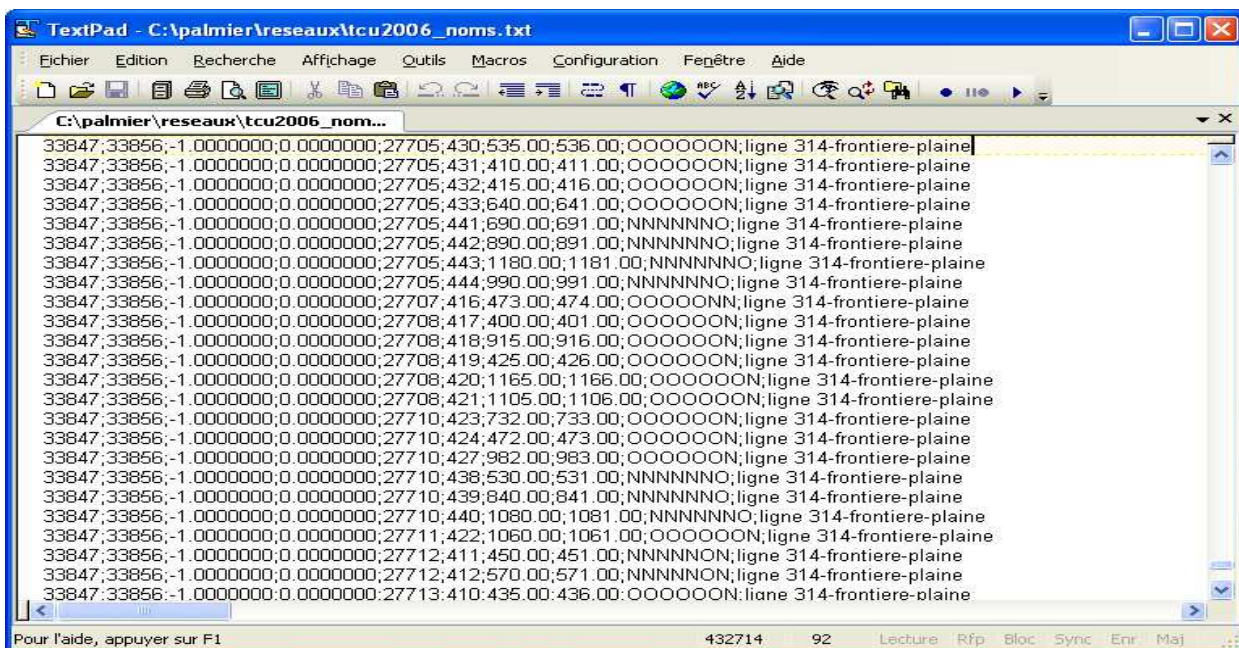 TextPad - C:\palmier\reseaux\tcu2006_noms.txt
Fichier Edition Recherche Affichage Outils Macros Configuration Fenêtre Aide
C:\palmier\reseaux\tcu2006_nom...
33847;33856;-1.0000000;0.0000000;27705;430;535.00;536.00;OOOOOON;ligne 314-frontiere-plaine
33847;33856;-1.0000000;0.0000000;27705;431;410.00;411.00;OOOOOON;ligne 314-frontiere-plaine
33847;33856;-1.0000000;0.0000000;27705;432;415.00;416.00;OOOOOON;ligne 314-frontiere-plaine
33847;33856;-1.0000000;0.0000000;27705;433;640.00;641.00;OOOOOON;ligne 314-frontiere-plaine
33847;33856;-1.0000000;0.0000000;27705;441;690.00;691.00;NNNNNNO;ligne 314-frontiere-plaine
33847;33856;-1.0000000;0.0000000;27705;442;890.00;891.00;NNNNNNO;ligne 314-frontiere-plaine
33847;33856;-1.0000000;0.0000000;27705;443;1180.00;1181.00;NNNNNNO;ligne 314-frontiere-plaine
33847;33856;-1.0000000;0.0000000;27705;444;990.00;991.00;NNNNNNO;ligne 314-frontiere-plaine
33847;33856;-1.0000000;0.0000000;27707;416;473.00;474.00;OOOOONN;ligne 314-frontiere-plaine
33847;33856;-1.0000000;0.0000000;27708;417;400.00;401.00;OOOOOON;ligne 314-frontiere-plaine
33847;33856;-1.0000000;0.0000000;27708;418;915.00;916.00;OOOOOON;ligne 314-frontiere-plaine
33847;33856;-1.0000000;0.0000000;27708;419;425.00;426.00;OOOOOON;ligne 314-frontiere-plaine
33847;33856;-1.0000000;0.0000000;27708;420;1165.00;1166.00;OOOOOON;ligne 314-frontiere-plaine
33847;33856;-1.0000000;0.0000000;27708;421;1105.00;1106.00;OOOOOON;ligne 314-frontiere-plaine
33847;33856;-1.0000000;0.0000000;27710;423;732.00;733.00;OOOOOON;ligne 314-frontiere-plaine
33847;33856;-1.0000000;0.0000000;27710;424;472.00;473.00;OOOOOON;ligne 314-frontiere-plaine
33847;33856;-1.0000000;0.0000000;27710;427;982.00;983.00;OOOOOON;ligne 314-frontiere-plaine
33847;33856;-1.0000000;0.0000000;27710;438;530.00;531.00;NNNNNNO;ligne 314-frontiere-plaine
33847;33856;-1.0000000;0.0000000;27710;439;840.00;841.00;NNNNNNO;ligne 314-frontiere-plaine
33847;33856;-1.0000000;0.0000000;27710;440;1080.00;1081.00;NNNNNNO;ligne 314-frontiere-plaine
33847;33856;-1.0000000;0.0000000;27711;422;1060.00;1061.00;OOOOOON;ligne 314-frontiere-plaine
33847;33856;-1.0000000;0.0000000;27712;411;450.00;451.00;NNNNNON;ligne 314-frontiere-plaine
33847;33856;-1.0000000;0.0000000;27712;412;570.00;571.00;NNNNNON;ligne 314-frontiere-plaine
33847;33856;-1.0000000;0.0000000;27713;410;435.00;436.00;OOOOOON;ligne 314-frontiere-plaine
Pour l'aide, appuyer sur F1 432714 92 Lecture Rfp Bloc Sync Enr Maj